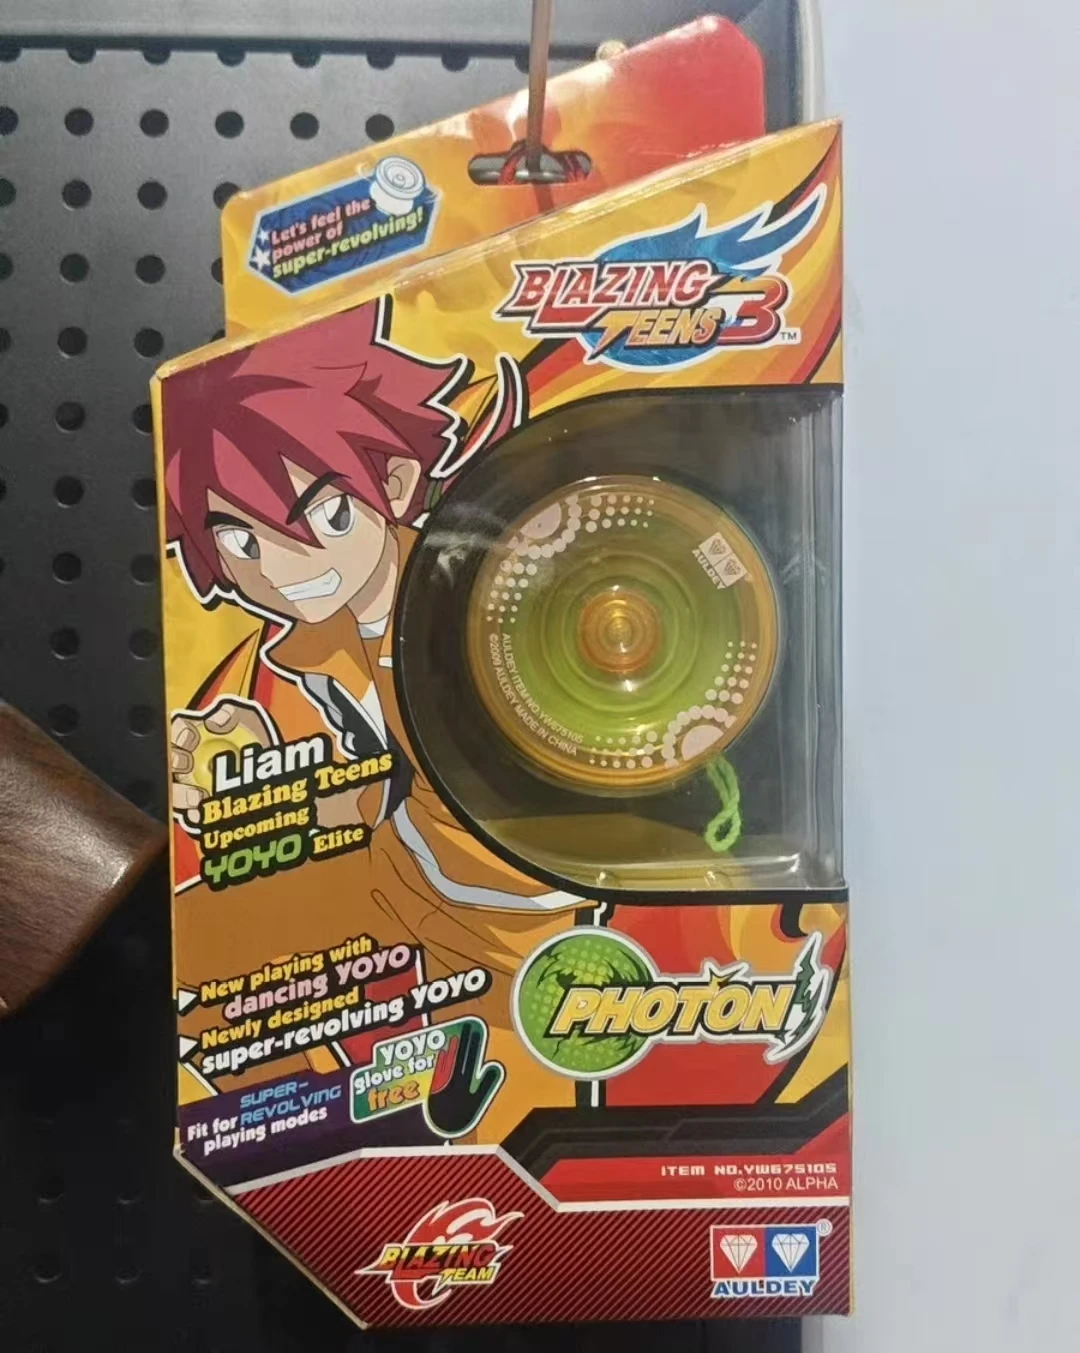 Let's feel the
power of
super-revolving!
BLAZING
TEENS 3 TM
AULDEY
AULDEY ITEM NO.YW675105
©2009 AULDEY MADE IN CHINA
Liam
Blazing Teens
Upcoming
YOYO Elite
New playing with
dancing YOYO
Newly designed
super-revolving YOYO
YOYO
glove for
free
SUPER-
Fit for REVOLVING
playing modes
PHOTON
ITEM NO.YW675105
©2010 ALPHA
BLAZING
TEAM
®
AULDEY